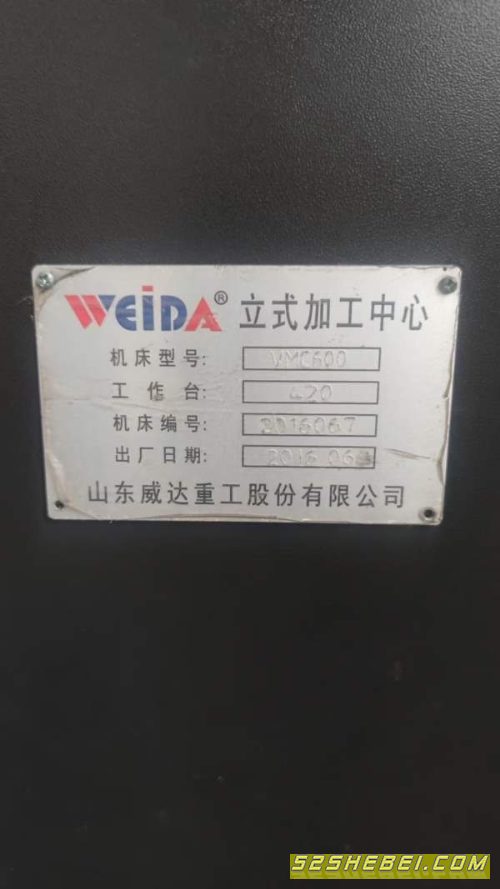 WEIDA® 立式加工中心
机床型号: VMC600
工作台: 420
机床编号: 2016067
出厂日期: 2016.06
山东威达重工股份有限公司
52SHEBEI.COM